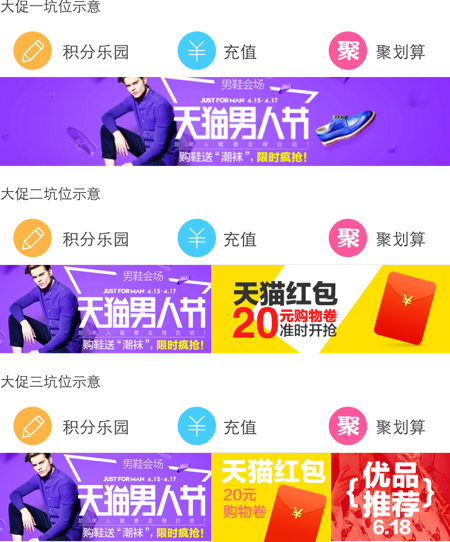 大促一坑位示意
积分乐园
充值
聚
聚划算
男鞋会场
JUST FOR MAN 4.15-4.17
天猫男人节
购鞋送“潮袜”,限时疯抢!
大促二坑位示意
积分乐园
充值
聚
聚划算
男鞋会场
JUST FOR MAN 4.15-4.17
天猫男人节
购鞋送“潮袜”,限时疯抢!
天猫红包
20元购物卷
准时开抢
大促三坑位示意
积分乐园
充值
聚
聚划算
男鞋会场
JUST FOR MAN 4.15-4.17
天猫男人节
购鞋送“潮袜”,限时疯抢!
天猫红包
20元
购物卷
{优品
推荐}
6.18